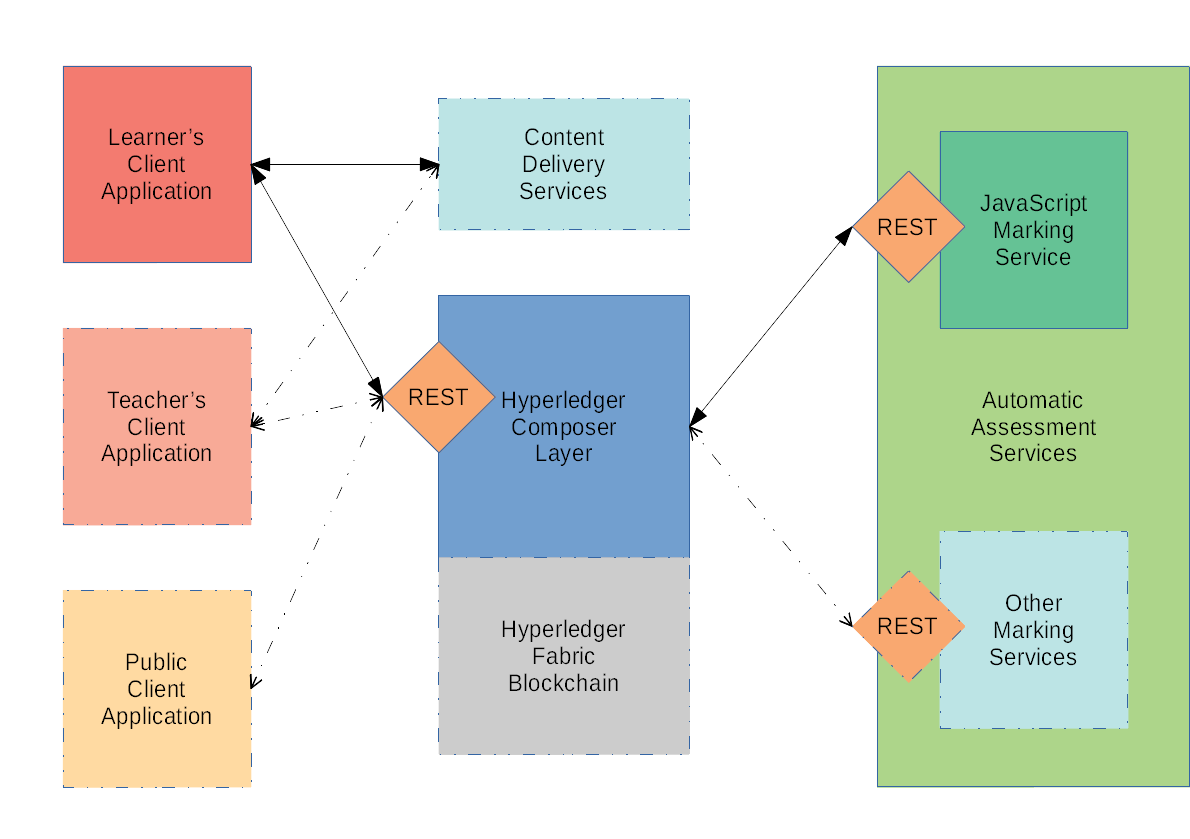 Learner’s
Client
Application
Content
Delivery
Services
JavaScript
Marking
Service
REST
Teacher’s
Client
Application
REST
Hyperledger
Composer
Layer
Automatic
Assessment
Services
Public
Client
Application
Hyperledger
Fabric
Blockchain
REST
Other
Marking
Services